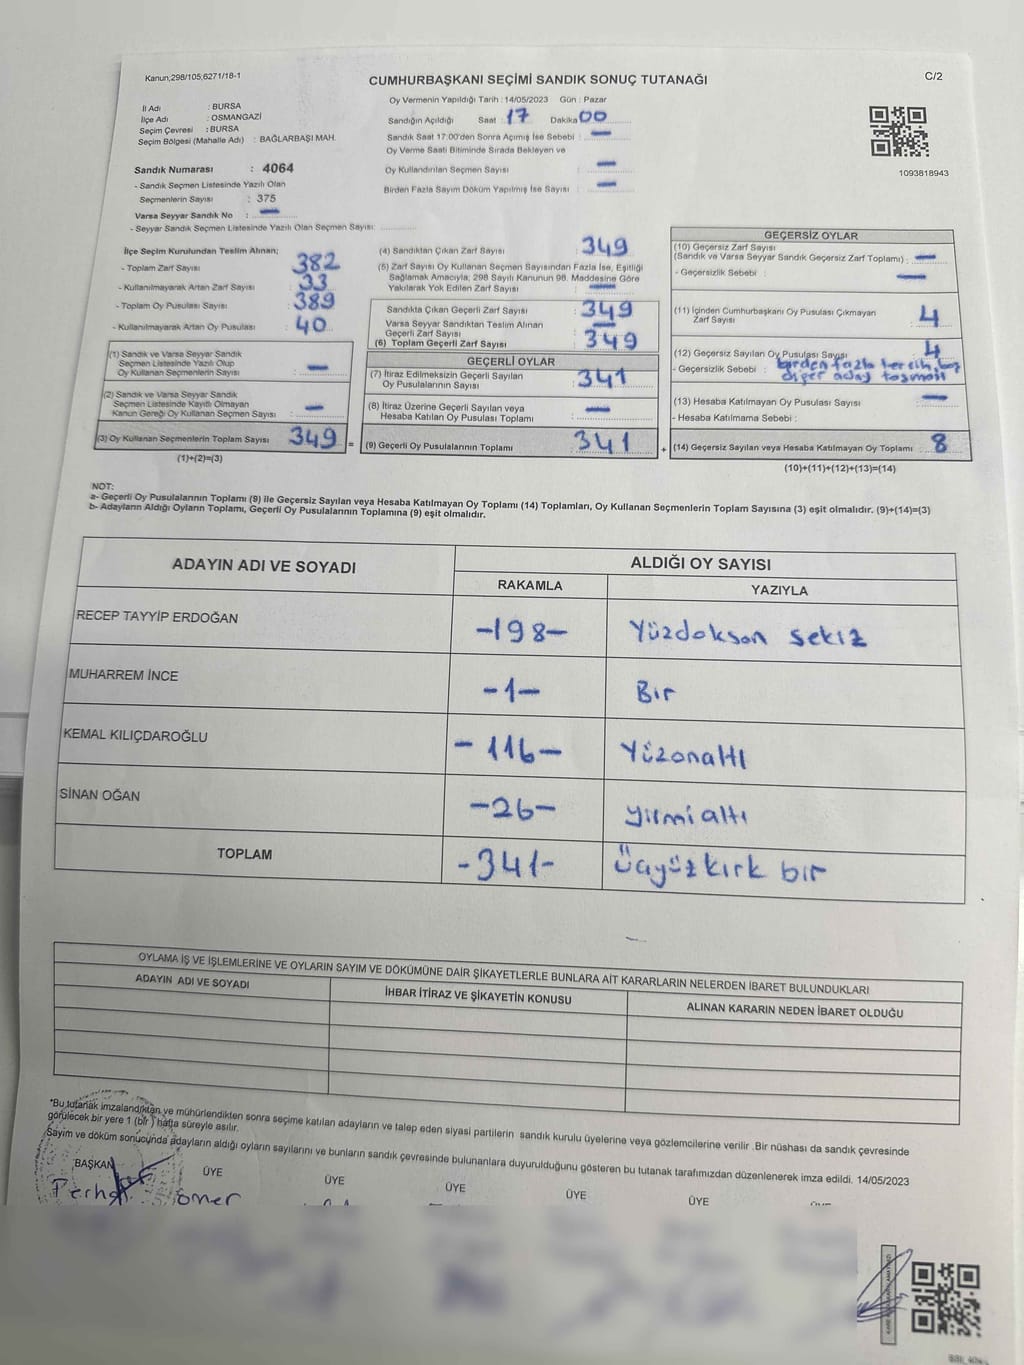 Kanun;298/105,6271/18-1
CUMHURBAŞKANI SEÇİMİ SANDIK SONUÇ TUTANAĞI
C/2
İl Adı : BURSA
İlçe Adı : OSMANGAZİ
Seçim Çevresi : BURSA
Seçim Bölgesi (Mahalle Adı) : BAĞLARBAŞI MAH.
Sandık Numarası : 4064
- Sandık Seçmen Listesinde Yazılı Olan
Seçmenlerin Sayısı : 375
Varsa Seyyar Sandık No : —
- Seyyar Sandık Seçmen Listesinde Yazılı Olan Seçmen Sayısı:
Oy Vermenin Yapıldığı Tarih : 14/05/2023 Gün : Pazar
Sandığın Açıldığı Saat : 17 Dakika 00
Sandık Saat 17:00'den Sonra Açımış İse Sebebi : —
Oy Verme Saati Bitiminde Sırada Bekleyen ve
Oy Kullandırılan Seçmen Sayısı : —
Birden Fazla Sayım Döküm Yapılmış İse Sayısı : —
1093818943
İlçe Seçim Kurulundan Teslim Alınan;
- Toplam Zarf Sayısı : 382
- Kullanılmayarak Artan Zarf Sayısı : 33
- Toplam Oy Pusulası Sayısı : 389
- Kullanılmayarak Artan Oy Pusulası : 40
(1) Sandık ve Varsa Seyyar Sandık
Seçmen Listesinde Yazılı Olup
Oy Kullanan Seçmenlerin Sayısı : —
(2) Sandık ve Varsa Seyyar Sandık
Seçmen Listesinde Kayıtlı Olmayan
Kanun Gereği Oy Kullanan Seçmen Sayısı : —
(3) Oy Kullanan Seçmenlerin Toplam Sayısı : 349 =
(1)+(2)=(3)
(4) Sandıktan Çıkan Zarf Sayısı : 349
(5) Zarf Sayısı Oy Kullanan Seçmen Sayısından Fazla İse, Eşitliği
Sağlamak Amacıyla; 298 Sayılı Kanunun 98. Maddesine Göre
Yakılarak Yok Edilen Zarf Sayısı : —
Sandıkta Çıkan Geçerli Zarf Sayısı : 349
Varsa Seyyar Sandıktan Teslim Alınan
Geçerli Zarf Sayısı : —
(6) Toplam Geçerli Zarf Sayısı : 349
GEÇERLİ OYLAR
(7) İtiraz Edilmeksizin Geçerli Sayılan
Oy Pusulalarının Sayısı : 341
(8) İtiraz Üzerine Geçerli Sayılan veya
Hesaba Katılan Oy Pusulası Toplamı : —
(9) Geçerli Oy Pusulalarının Toplamı : 341 +
GEÇERSİZ OYLAR
(10) Geçersiz Zarf Sayısı
(Sandık ve Varsa Seyyar Sandık Geçersiz Zarf Toplamı) : —
- Geçersizlik Sebebi : —
(11) İçinden Cumhurbaşkanı Oy Pusulası Çıkmayan
Zarf Sayısı : 4
(12) Geçersiz Sayılan Oy Pusulası Sayısı : 4
- Geçersizlik Sebebi : birden fazla tercih, boş
diğer aday taşması
(13) Hesaba Katılmayan Oy Pusulası Sayısı : —
- Hesaba Katılmama Sebebi :
(14) Geçersiz Sayılan veya Hesaba Katılmayan Oy Toplamı : 8
(10)+(11)+(12)+(13)=(14)
NOT:
a- Geçerli Oy Pusulalarının Toplamı (9) ile Geçersiz Sayılan veya Hesaba Katılmayan Oy Toplamı (14) Toplamları, Oy Kullanan Seçmenlerin Toplam Sayısına (3) eşit olmalıdır. (9)+(14)=(3)
b- Adayların Aldığı Oyların Toplamı, Geçerli Oy Pusulalarının Toplamına (9) eşit olmalıdır.
ADAYIN ADI VE SOYADI
ALDIĞI OY SAYISI
RAKAMLA YAZIYLA
RECEP TAYYİP ERDOĞAN -198- Yüzdoksan sekiz
MUHARREM İNCE -1- Bir
KEMAL KILIÇDAROĞLU -116- Yüzonaltı
SİNAN OĞAN -26- yirmi altı
TOPLAM -341- Üçyüzkırk bir
OYLAMA İŞ VE İŞLEMLERİNE VE OYLARIN SAYIM VE DÖKÜMÜNE DAİR ŞİKAYETLERLE BUNLARA AİT KARARLARIN NELERDEN İBARET BULUNDUKLARI
ADAYIN ADI VE SOYADI İHBAR İTİRAZ VE ŞİKAYETİN KONUSU ALINAN KARARIN NEDEN İBARET OLDUĞU
*Bu tutanak imzalandıktan ve mühürlendikten sonra seçime katılan adayların ve talep eden siyasi partilerin sandık kurulu üyelerine veya gözlemcilerine verilir .Bir nüshası da sandık çevresinde
görülecek bir yere 1 (bir ) hafta süreyle asılır.
Sayım ve döküm sonucunda adayların aldığı oyların sayılarını ve bunların sandık çevresinde bulunanlara duyurulduğunu gösteren bu tutanak tarafımızdan düzenlenerek imza edildi. 14/05/2023
BAŞKAN ÜYE ÜYE ÜYE ÜYE ÜYE
ömer